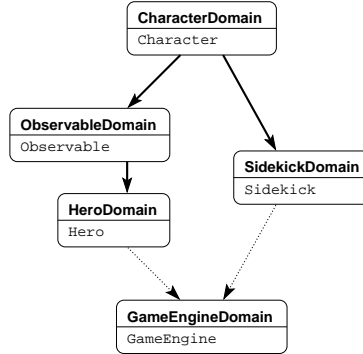 CharacterDomain
Character
ObservableDomain
Observable
SidekickDomain
Sidekick
HeroDomain
Hero
GameEngineDomain
GameEngine